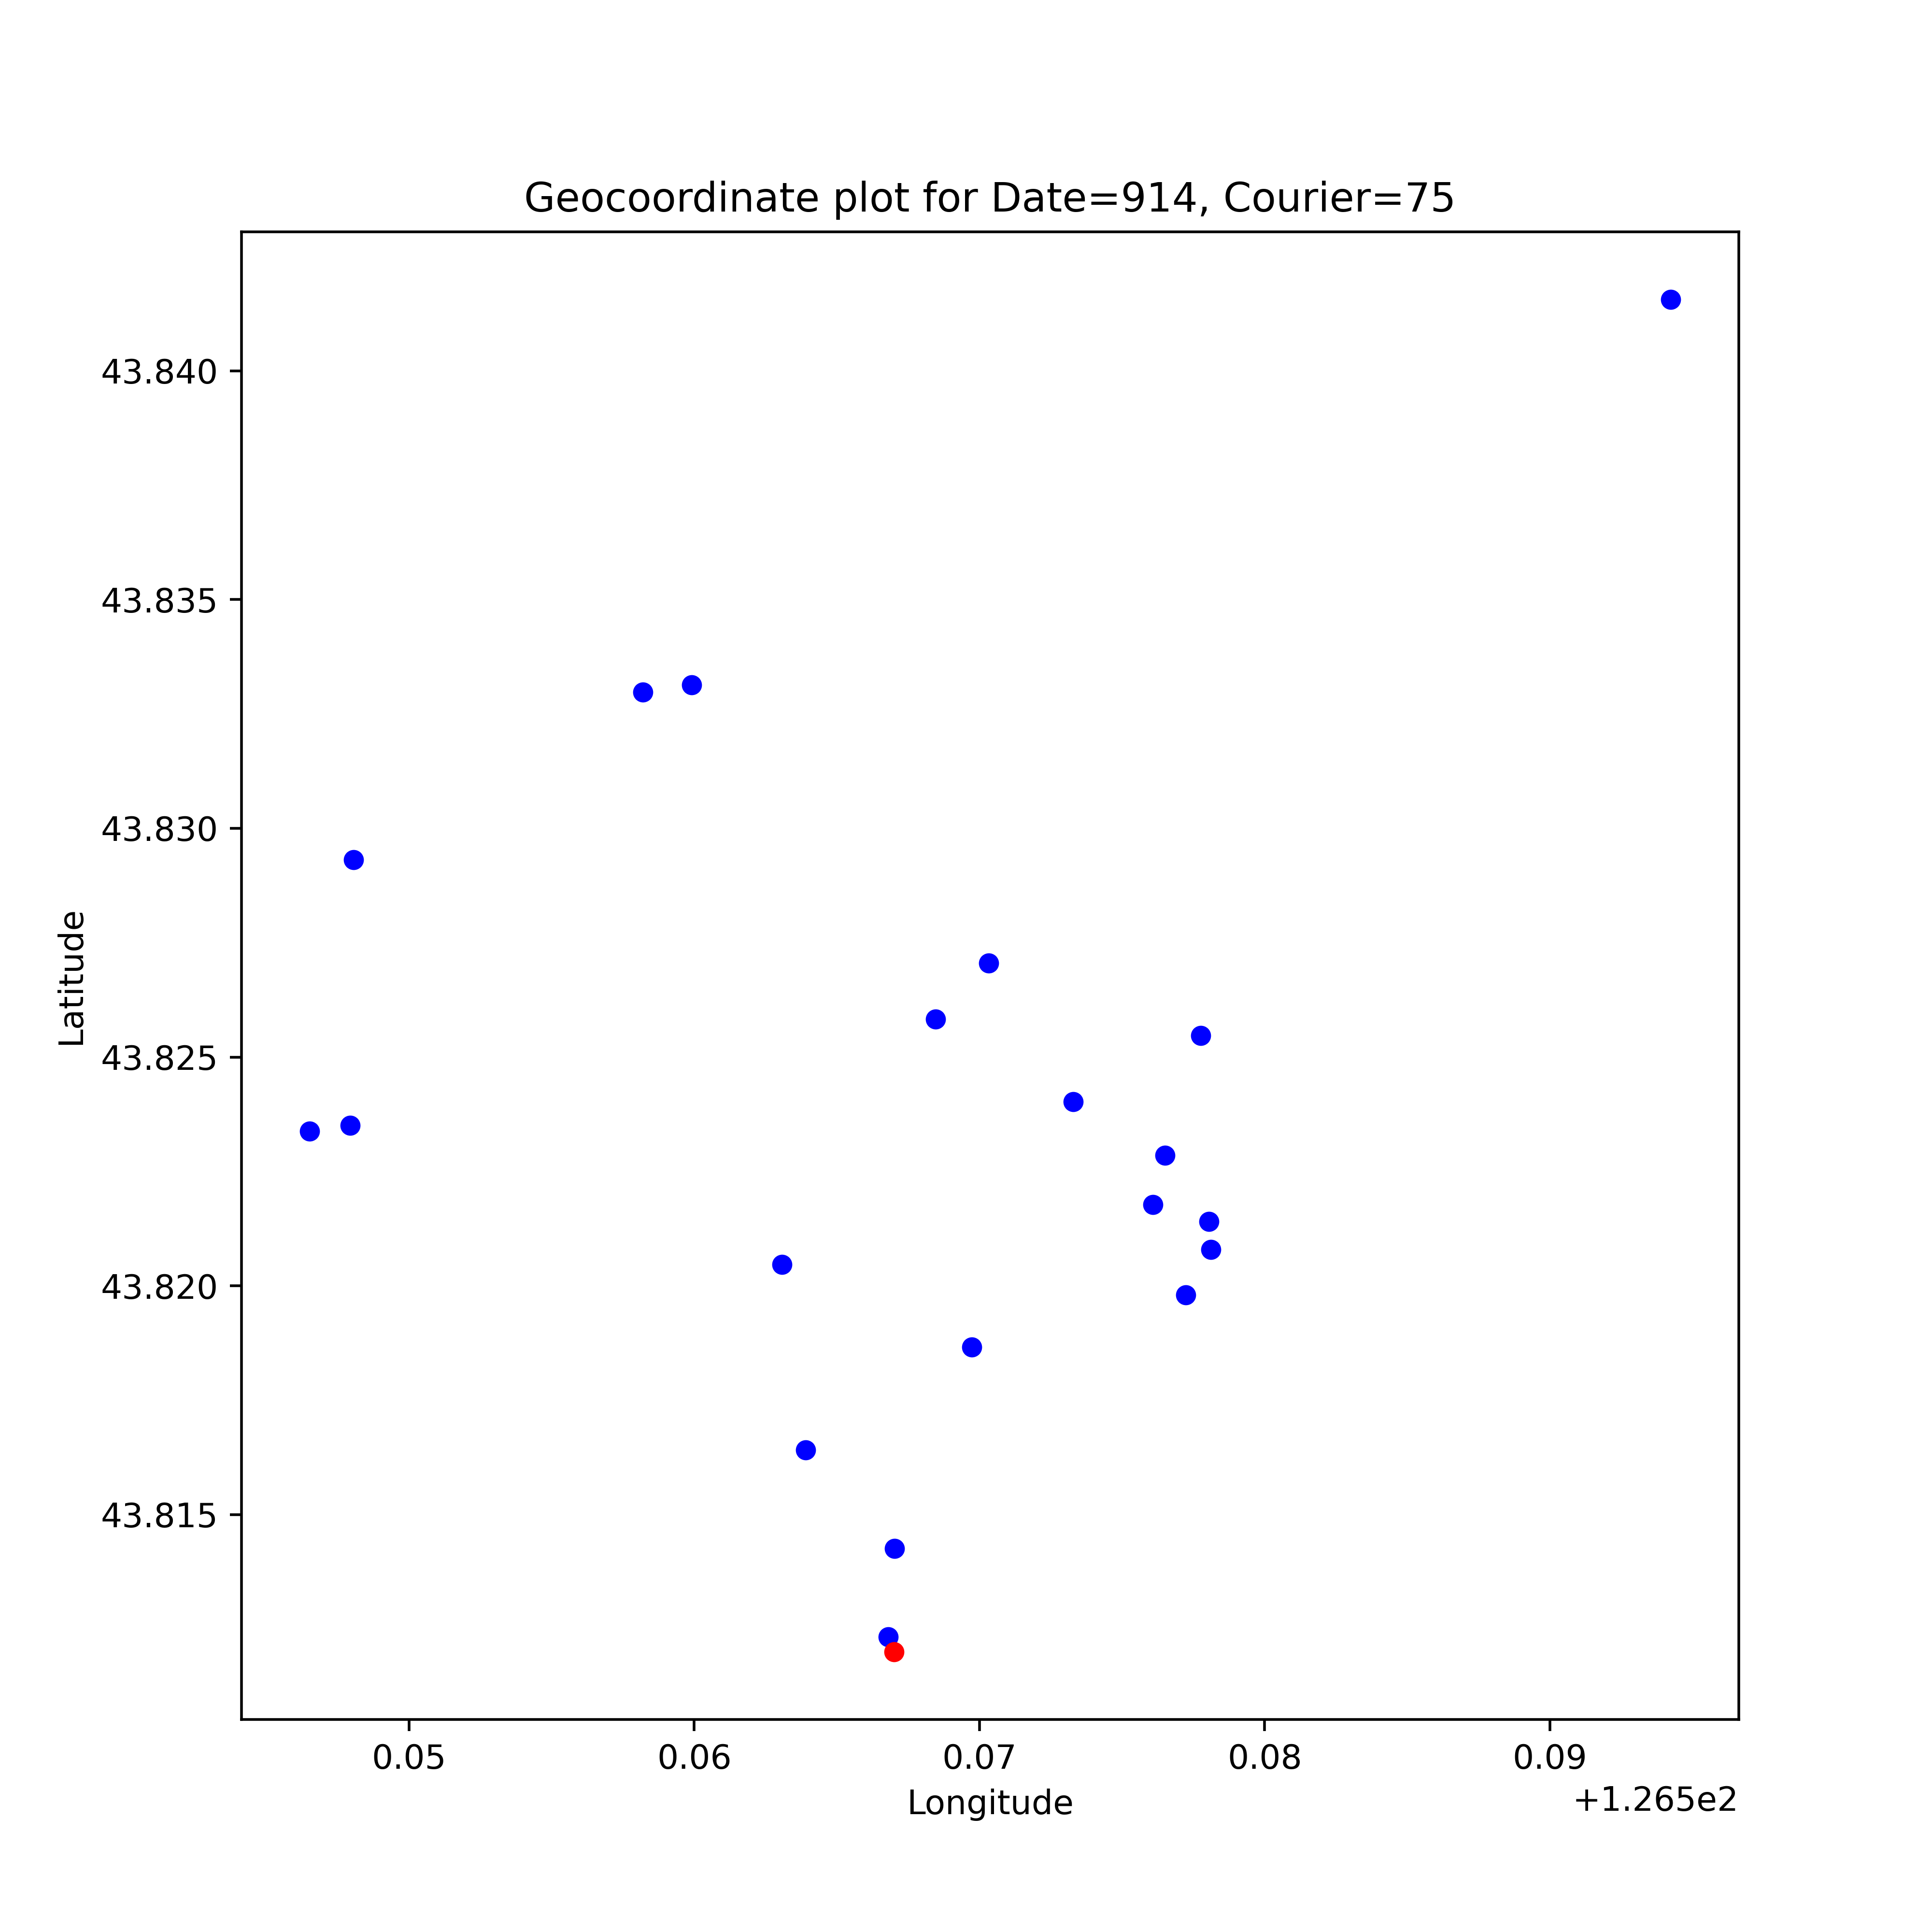 Geocoordinate plot for Date=914, Courier=75
43.840
43.835
43.830
43.825
43.820
43.815
Latitude
0.05 0.06 0.07 0.08 0.09
Longitude
+1.265e2